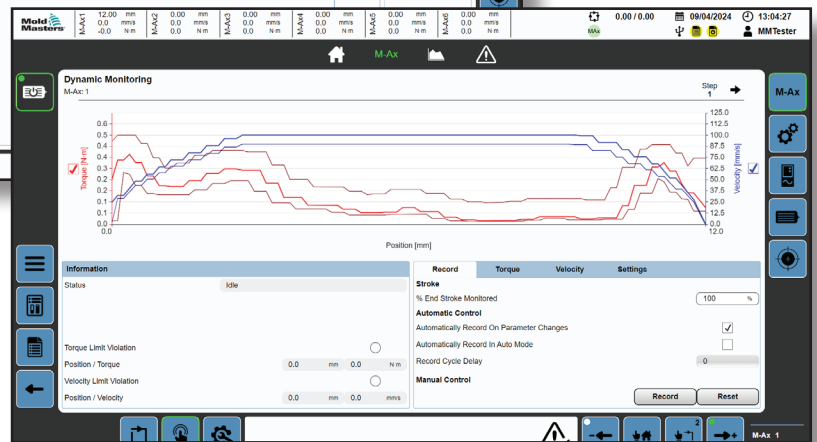 Mold
Masters
M-Ax1 12.00 mm 0.0 mm/s -0.0 N·m
M-Ax2 0.00 mm 0.0 mm/s 0.0 N·m
M-Ax3 0.00 mm 0.0 mm/s 0.0 N·m
M-Ax4 0.00 mm 0.0 mm/s 0.0 N·m
M-Ax5 0.00 mm 0.0 mm/s 0.0 N·m
M-Ax6 0.00 mm 0.0 mm/s 0.0 N·m
MAx
0.00 / 0.00
09/04/2024
13:04:27
MMTester
M-Ax
Dynamic Monitoring
M-Ax: 1
Step
1
M-Ax
Torque [N·m]
0.6
0.5
0.4
0.4
0.3
0.2
0.2
0.1
0.1
0.0
0.0
125.0
112.5
100.0
87.5
75.0
62.5
50.0
37.5
25.0
12.5
0.0
12.0
Velocity [mm/s]
Position [mm]
Information
Status Idle
Torque Limit Violation
Position / Torque 0.0 mm 0.0 N·m
Velocity Limit Violation
Position / Velocity 0.0 mm 0.0 mm/s
Record Torque Velocity Settings
Stroke
% End Stroke Monitored 100 %
Automatic Control
Automatically Record On Parameter Changes
Automatically Record In Auto Mode
Record Cycle Delay 0
Manual Control
Record Reset
2
M-Ax 1